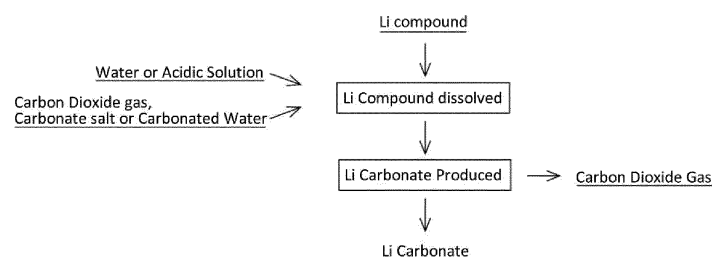 Li compound
Water or Acidic Solution
Carbon Dioxide gas,
Carbonate salt or Carbonated Water
Li Compound dissolved
Li Carbonate Produced
Carbon Dioxide Gas
Li Carbonate